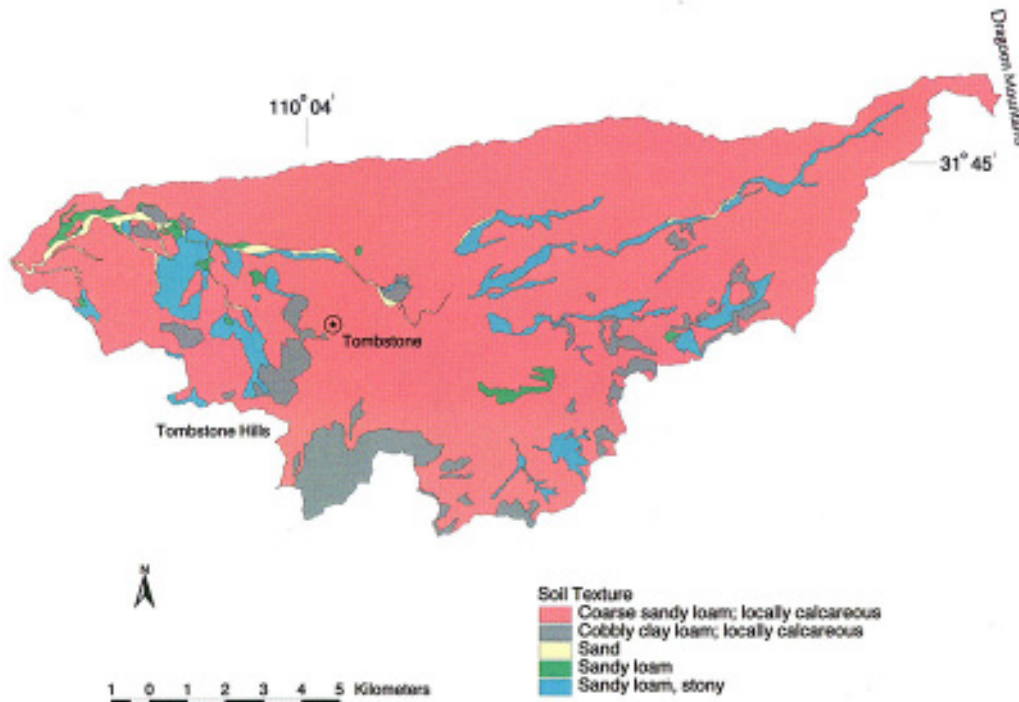 Dragoon Mountains
110° 04'
31° 45'
Tombstone
Tombstone Hills
N
Soil Texture
Coarse sandy loam; locally calcareous
Cobbly clay loam; locally calcareous
Sand
Sandy loam
Sandy loam, stony
1 0 1 2 3 4 5 Kilometers